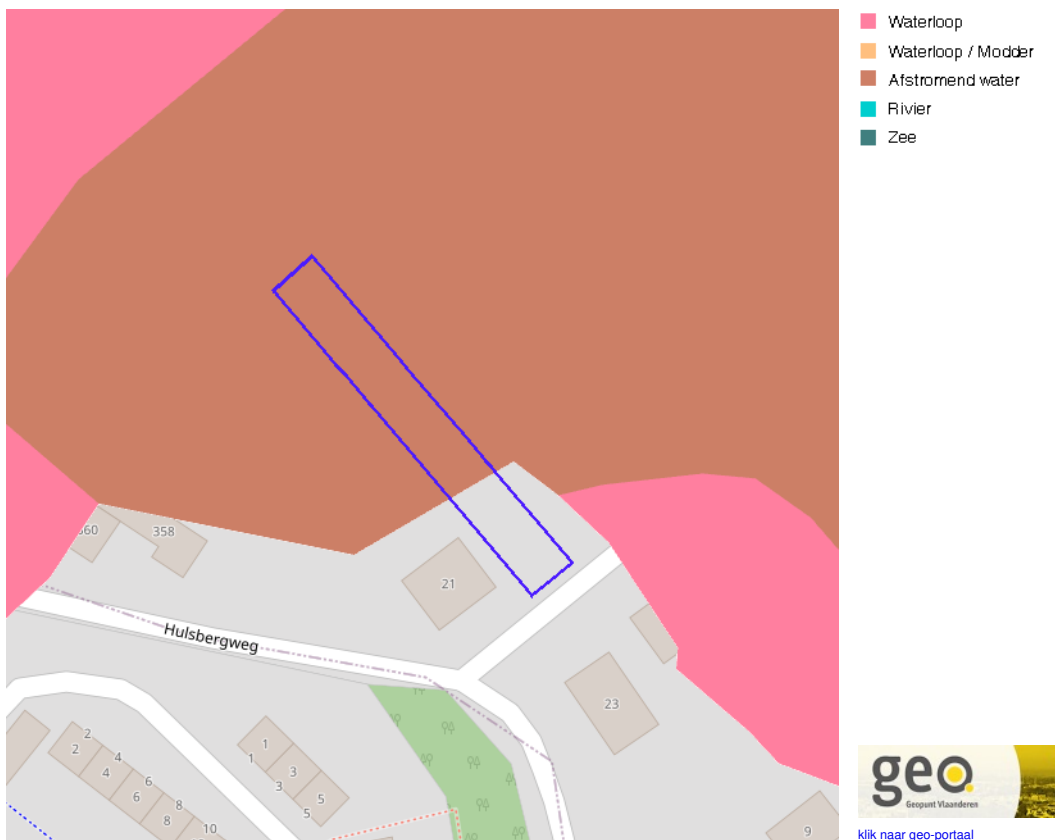 Waterloop
Waterloop / Modder
Afstromend water
Rivier
Zee
360
358
21
Hulsbergweg
23
2
2
4
4
6
6
8
8
10
1
1
3
3
5
5
9
geo.
Geopunt Vlaanderen
klik naar geo-portaal